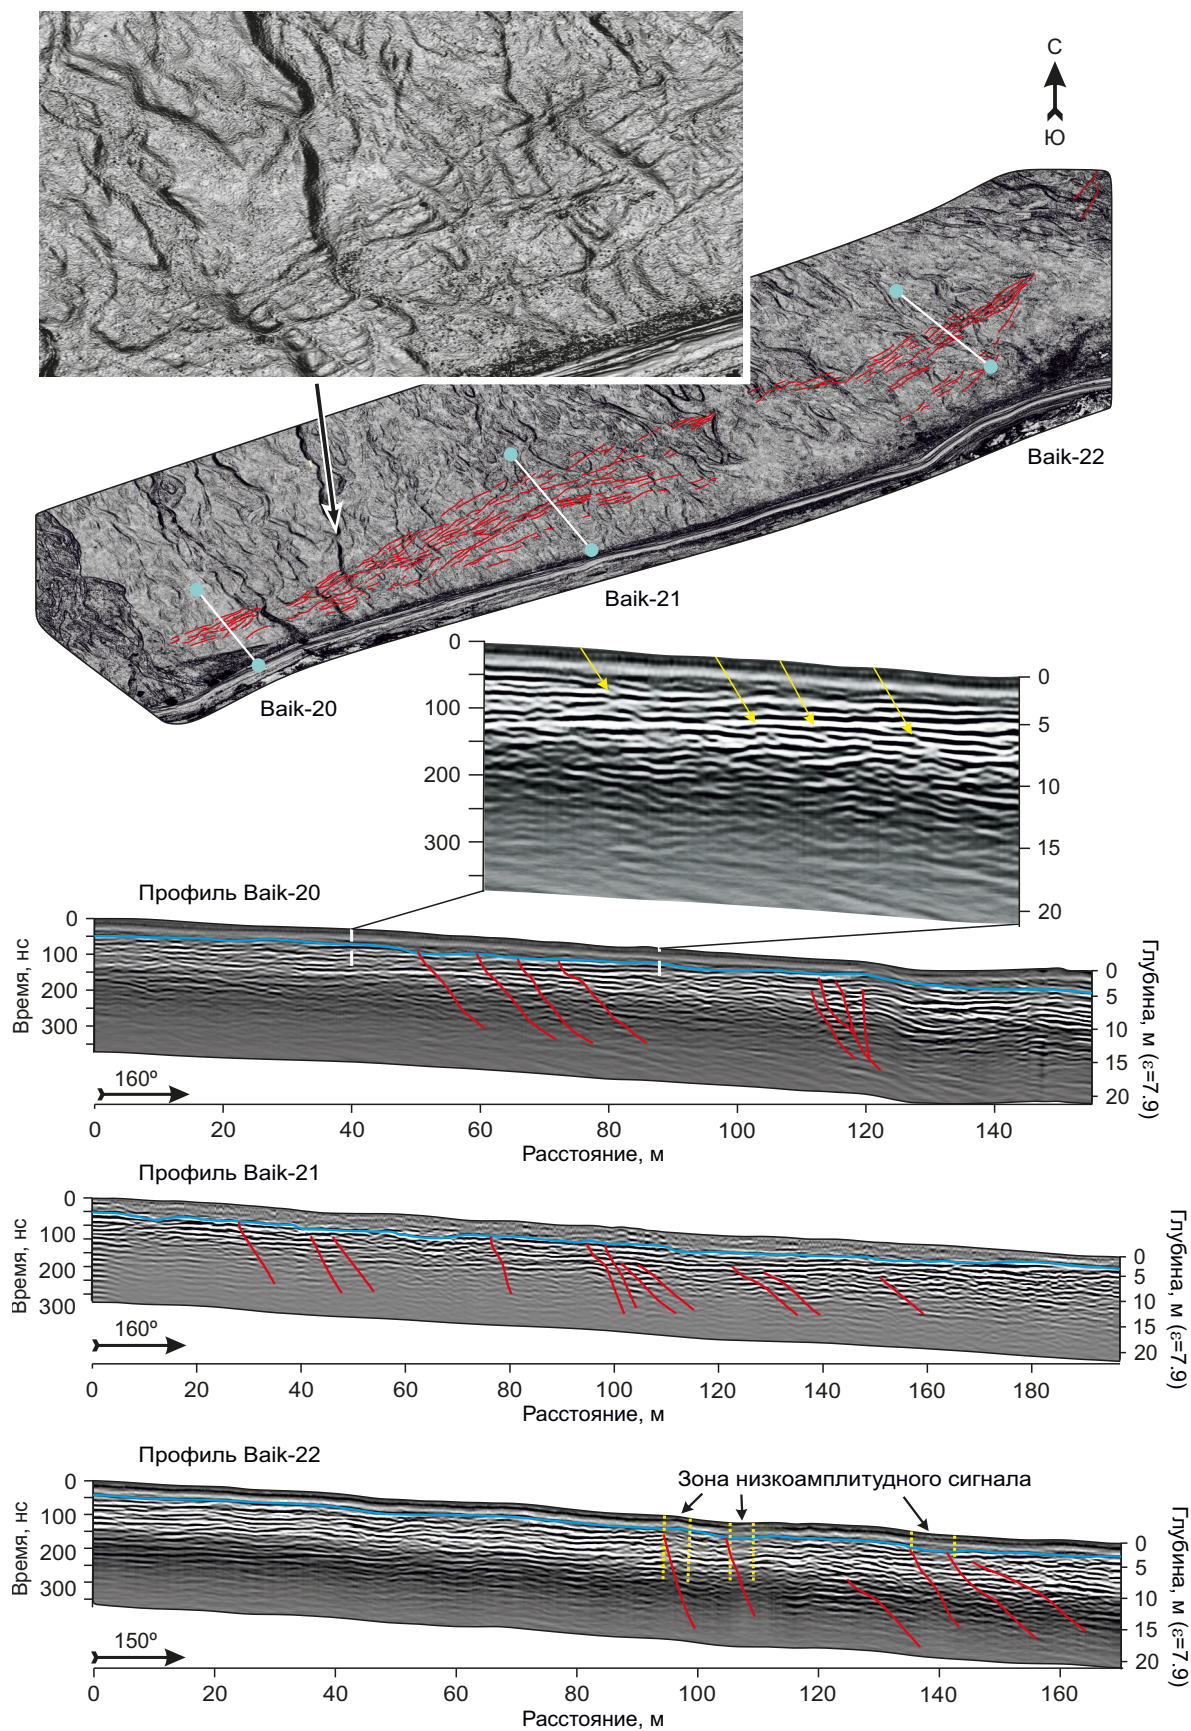 С
Ю
Baik-22
Baik-21
Baik-20
0
100
200
300
0
5
10
15
20
Профиль Baik-20
Время, нс
0
100
200
300
0
5
10
15
20
Глубина, м (ε=7.9)
160º
0 20 40 60 80 100 120 140
Расстояние, м
Профиль Baik-21
Время, нс
0
100
200
300
0
5
10
15
20
Глубина, м (ε=7.9)
160º
0 20 40 60 80 100 120 140 160 180
Расстояние, м
Профиль Baik-22
Зона низкоамплитудного сигнала
Время, нс
0
100
200
300
0
5
10
15
20
Глубина, м (ε=7.9)
150º
0 20 40 60 80 100 120 140 160
Расстояние, м